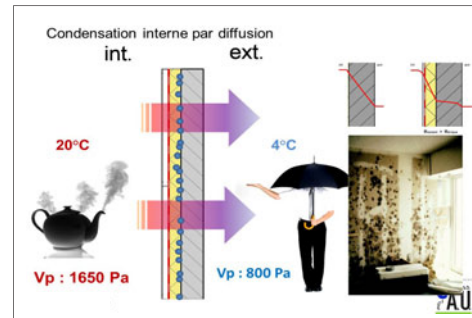 Condensation interne par diffusion
int.
ext.
20°C
4°C
Vp : 1650 Pa
Vp : 800 Pa
AU